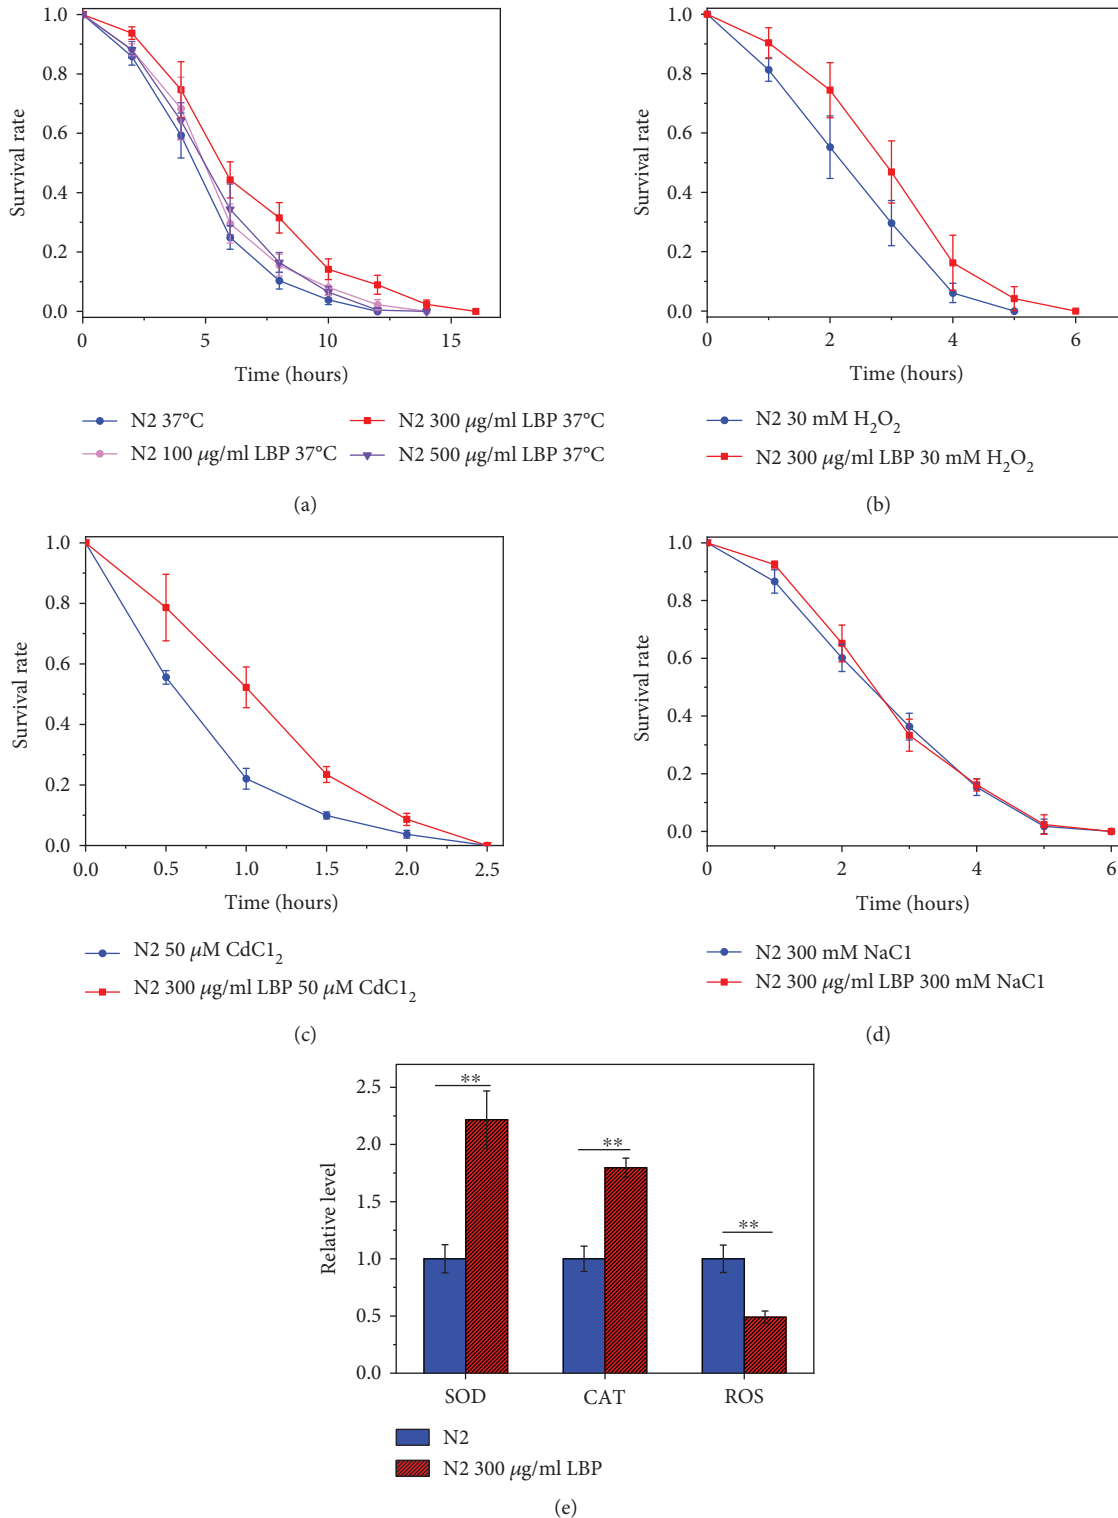 1.0
0.8
0.6
0.4
0.2
0.0
Survival rate
0 5 10 15
Time (hours)
N2 37°C
N2 300 μg/ml LBP 37°C
N2 100 μg/ml LBP 37°C
N2 500 μg/ml LBP 37°C
(a)
1.0
0.8
0.6
0.4
0.2
0.0
Survival rate
0 2 4 6
Time (hours)
N2 30 mM H₂O₂
N2 300 μg/ml LBP 30 mM H₂O₂
(b)
1.0
0.8
0.6
0.4
0.2
0.0
Survival rate
0.0 0.5 1.0 1.5 2.0 2.5
Time (hours)
N2 50 μM CdC1₂
N2 300 μg/ml LBP 50 μM CdC1₂
(c)
1.0
0.8
0.6
0.4
0.2
0.0
Survival rate
0 2 4 6
Time (hours)
N2 300 mM NaC1
N2 300 μg/ml LBP 300 mM NaC1
(d)
2.5
2.0
1.5
1.0
0.5
0.0
Relative level
** ** **
SOD CAT ROS
N2
N2 300 μg/ml LBP
(e)